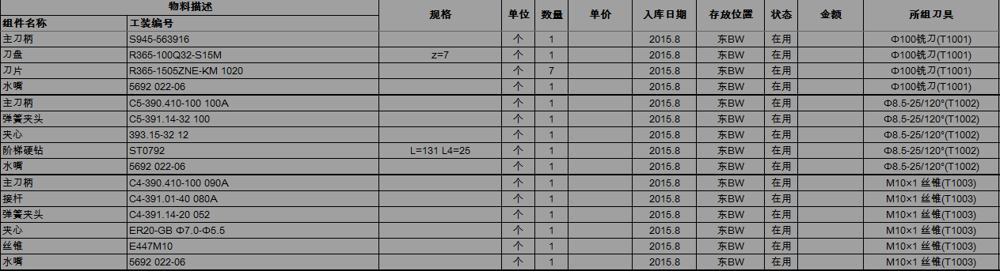 物料描述 规格 单位 数量 单价 入库日期 存放位置 状态 金额 所组刀具
组件名称 工装编号
主刀柄 S945-563916 个 1 2015.8 东BW 在用 Φ100铣刀(T1001)
刀盘 R365-100Q32-S15M z=7 个 1 2015.8 东BW 在用 Φ100铣刀(T1001)
刀片 R365-1505ZNE-KM 1020 个 7 2015.8 东BW 在用 Φ100铣刀(T1001)
水嘴 5692 022-06 个 1 2015.8 东BW 在用 Φ100铣刀(T1001)
主刀柄 C5-390.410-100 100A 个 1 2015.8 东BW 在用 Φ8.5-25/120°(T1002)
弹簧夹头 C5-391.14-32 100 个 1 2015.8 东BW 在用 Φ8.5-25/120°(T1002)
夹心 393.15-32 12 个 1 2015.8 东BW 在用 Φ8.5-25/120°(T1002)
阶梯硬钻 ST0792 L=131 L4=25 个 1 2015.8 东BW 在用 Φ8.5-25/120°(T1002)
水嘴 5692 022-06 个 1 2015.8 东BW 在用 Φ8.5-25/120°(T1002)
主刀柄 C4-390.410-100 090A 个 1 2015.8 东BW 在用 M10×1 丝锥(T1003)
接杆 C4-391.01-40 080A 个 1 2015.8 东BW 在用 M10×1 丝锥(T1003)
弹簧夹头 C4-391.14-20 052 个 1 2015.8 东BW 在用 M10×1 丝锥(T1003)
夹心 ER20-GB Φ7.0-Φ5.5 个 1 2015.8 东BW 在用 M10×1 丝锥(T1003)
丝锥 E447M10 个 1 2015.8 东BW 在用 M10×1 丝锥(T1003)
水嘴 5692 022-06 个 1 2015.8 东BW 在用 M10×1 丝锥(T1003)